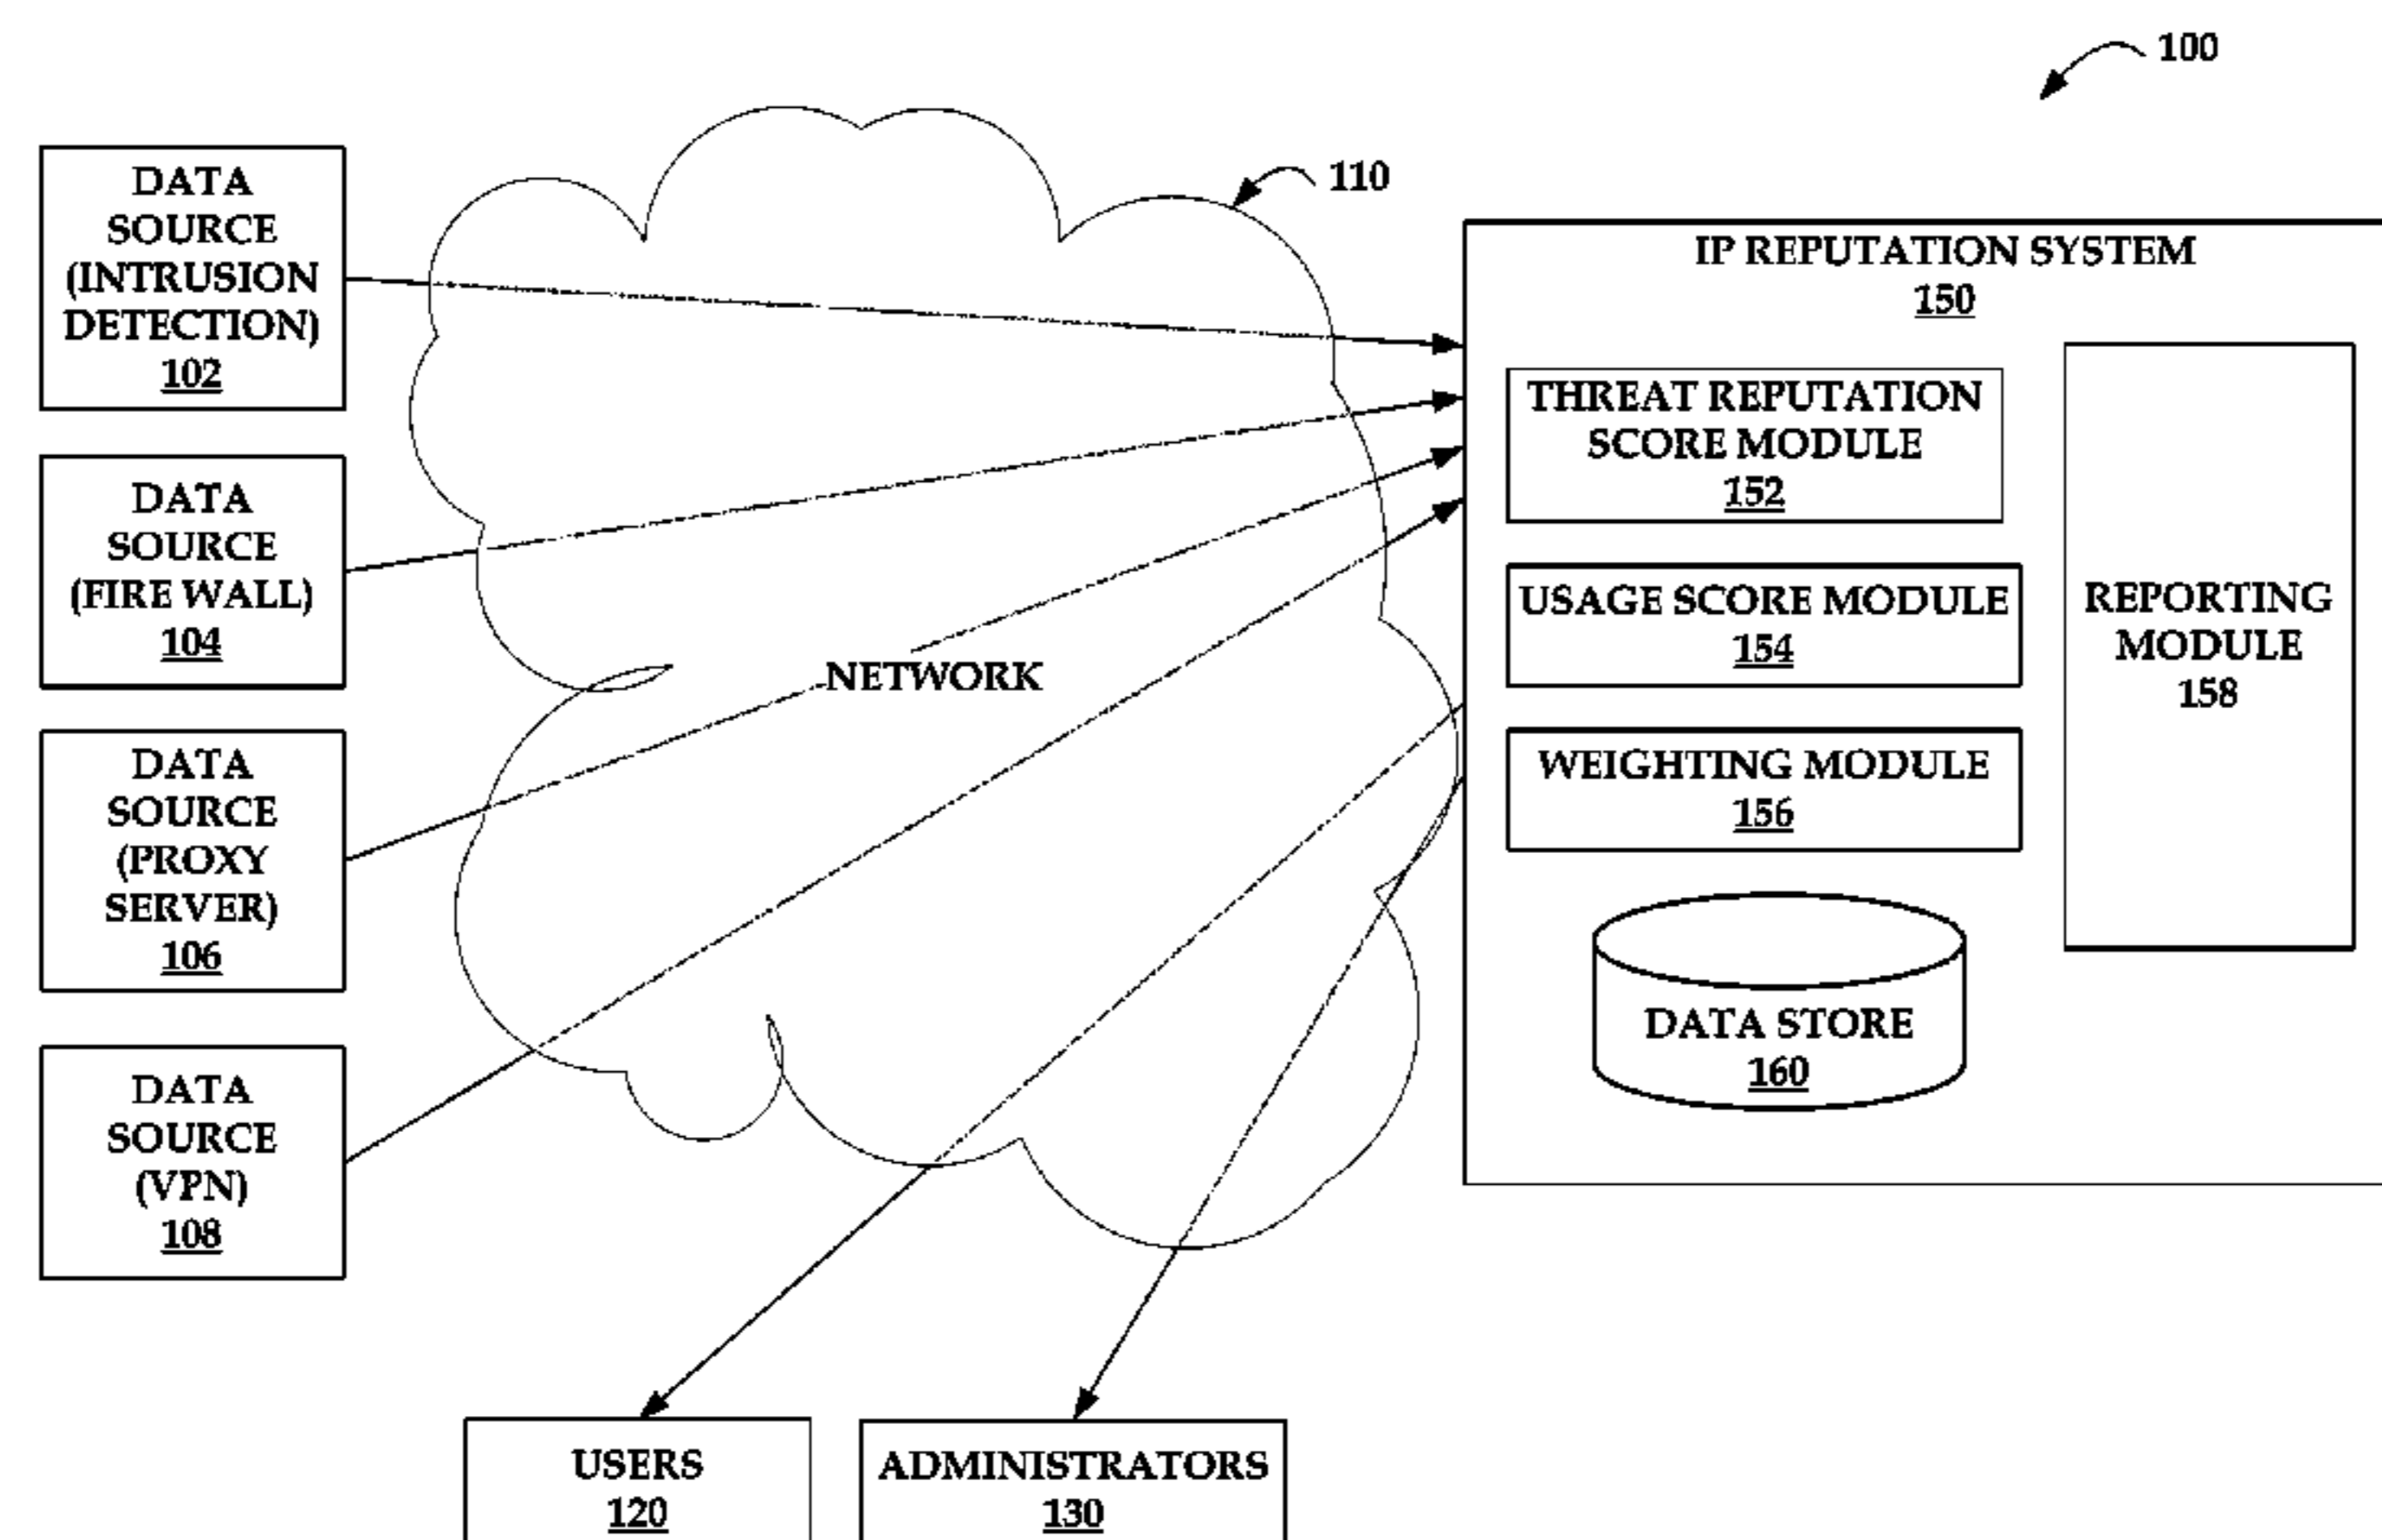 100
110
DATA
SOURCE
(INTRUSION
DETECTION)
102
DATA
SOURCE
(FIRE WALL)
104
DATA
SOURCE
(PROXY
SERVER)
106
DATA
SOURCE
(VPN)
108
NETWORK
IP REPUTATION SYSTEM
150
THREAT REPUTATION
SCORE MODULE
152
USAGE SCORE MODULE
154
WEIGHTING MODULE
156
DATA STORE
160
REPORTING
MODULE
158
USERS
120
ADMINISTRATORS
130